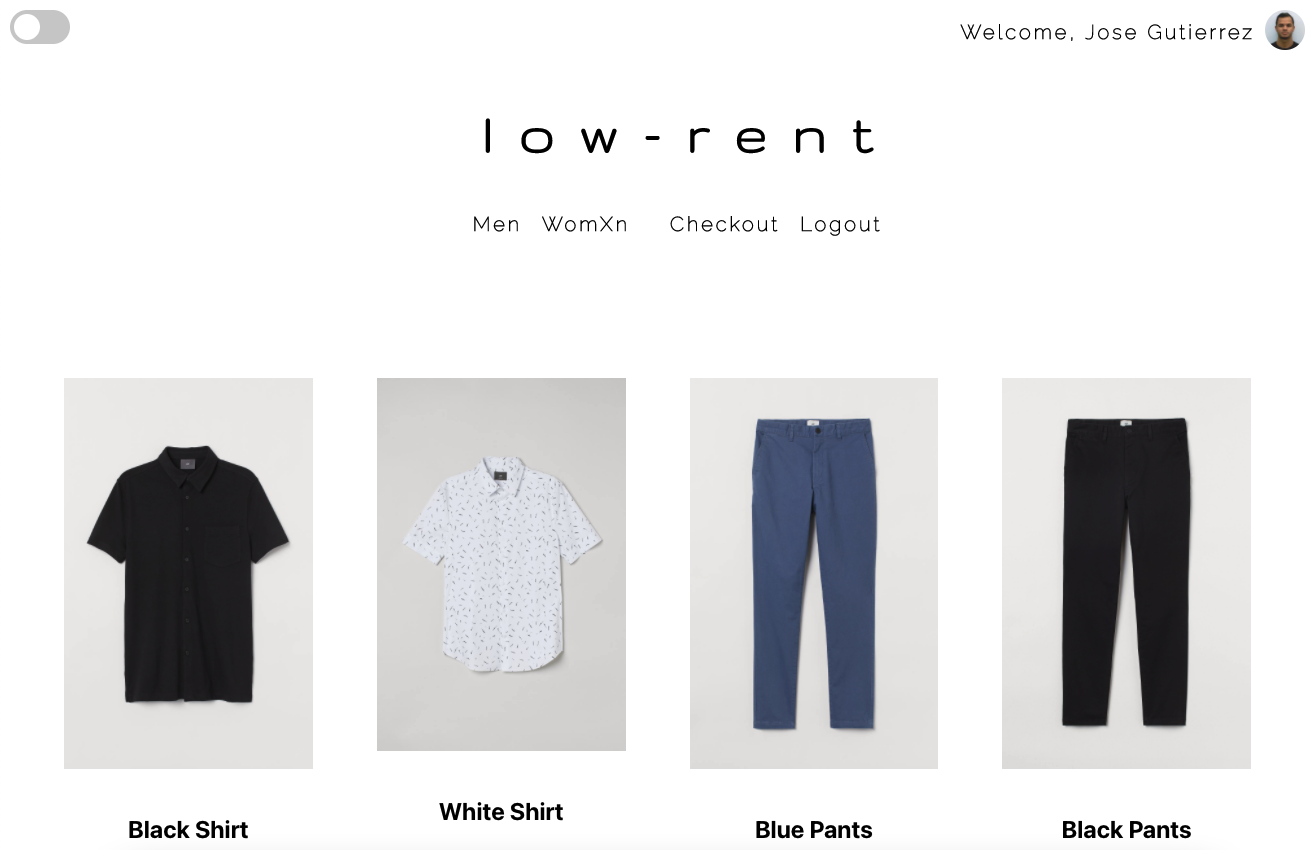 Welcome, Jose Gutierrez
low-rent
Men WomXn Checkout Logout
Black Shirt
White Shirt
Blue Pants
Black Pants